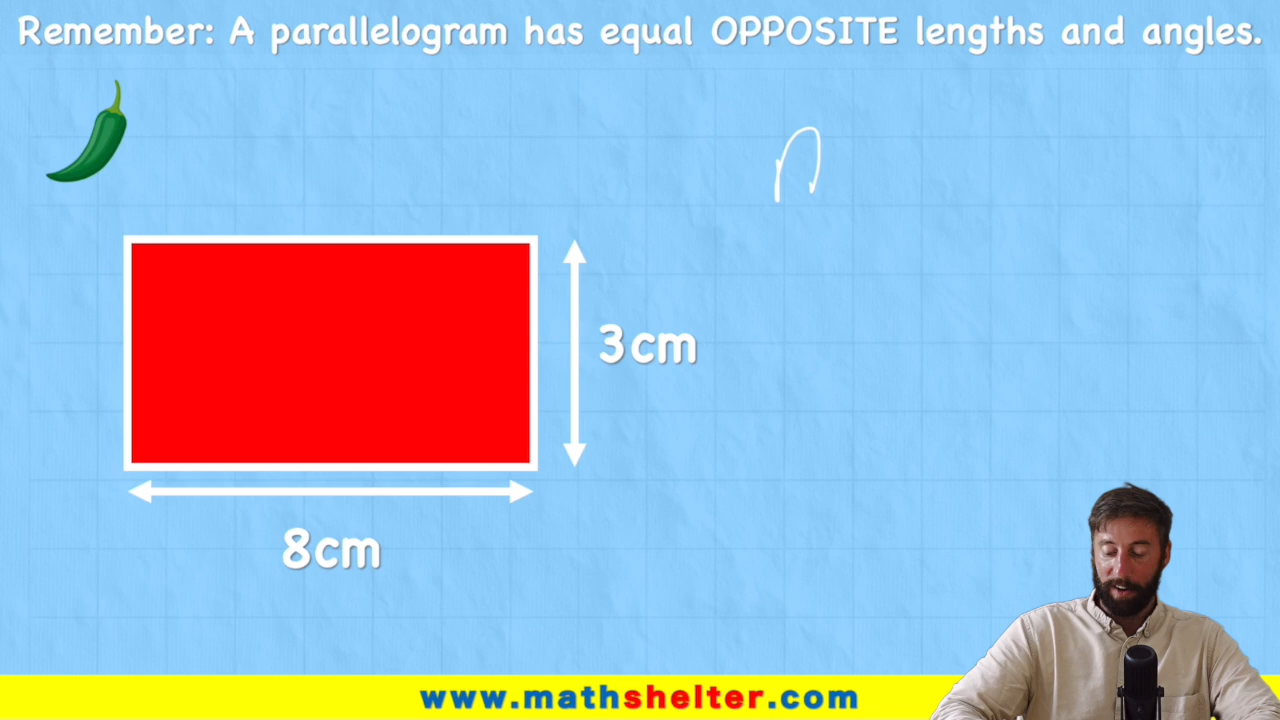 Remember: A parallelogram has equal OPPOSITE lengths and angles.
3cm
8cm
www.mathshelter.com